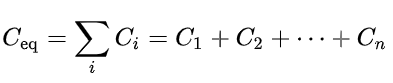 C_eq = ∑_i C_i = C_1 + C_2 + ⋯ + C_n